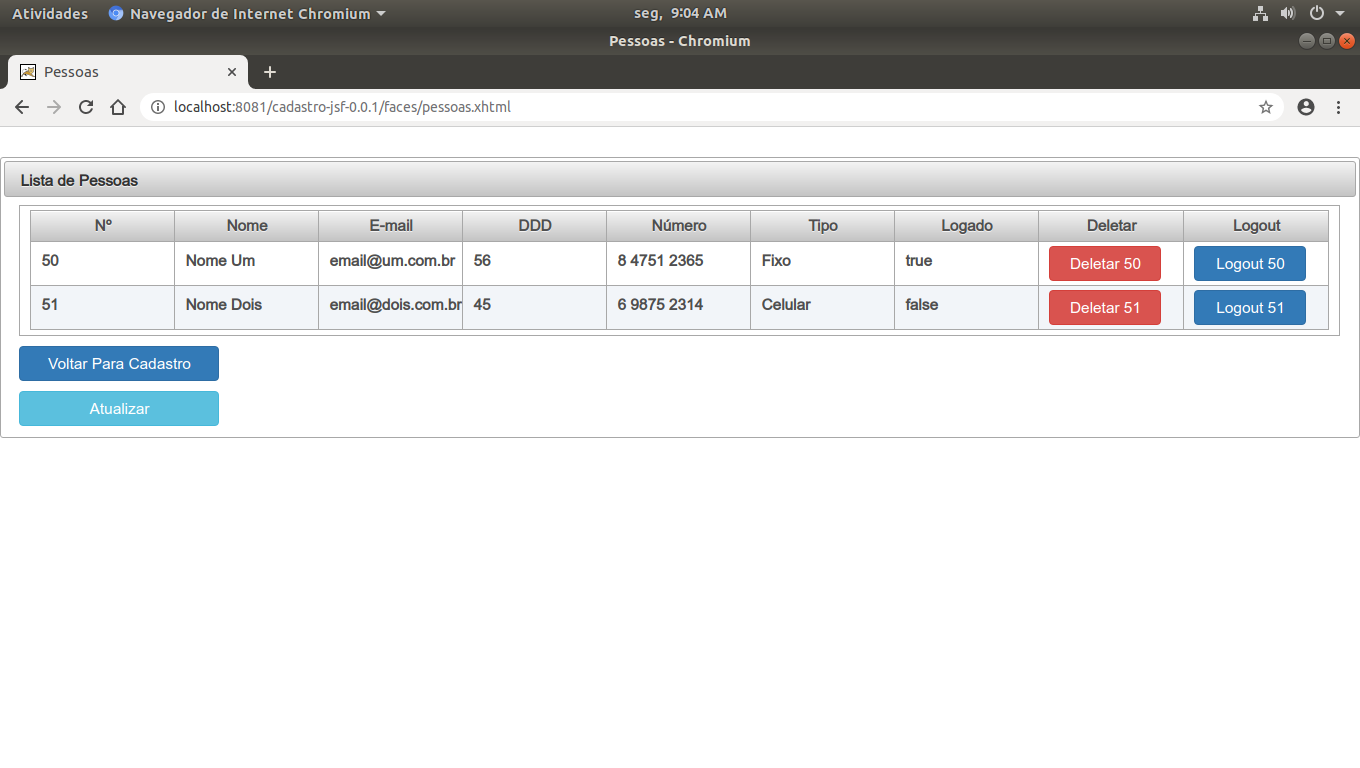 Atividades Navegador de Internet Chromium seg, 9:04 AM
Pessoas - Chromium
Pessoas
localhost:8081/cadastro-jsf-0.0.1/faces/pessoas.xhtml
Lista de Pessoas
Nº Nome E-mail DDD Número Tipo Logado Deletar Logout
50 Nome Um email@um.com.br 56 8 4751 2365 Fixo true Deletar 50 Logout 50
51 Nome Dois email@dois.com.br 45 6 9875 2314 Celular false Deletar 51 Logout 51
Voltar Para Cadastro
Atualizar